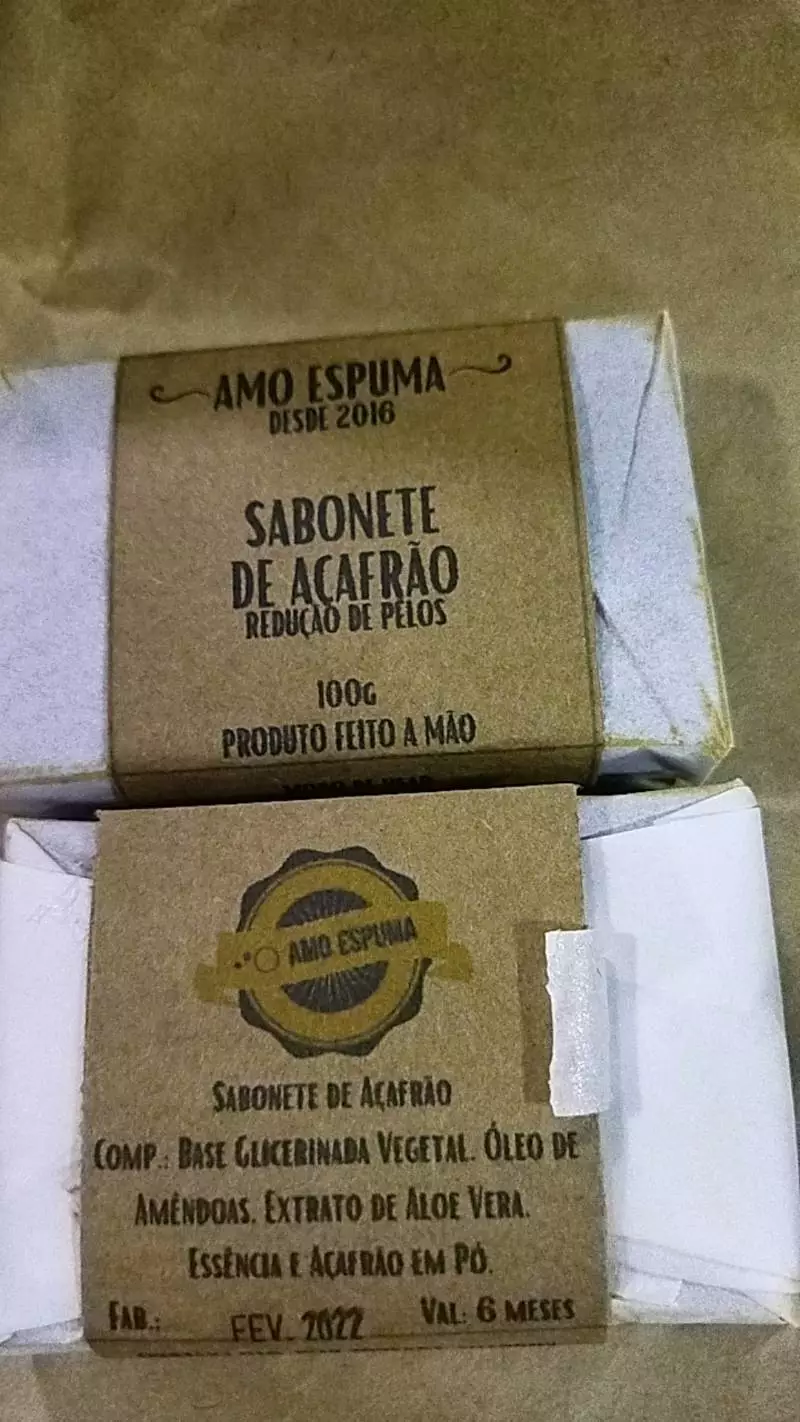 AMO ESPUMA
DESDE 2016
SABONETE
DE AÇAFRÃO
REDUÇÃO DE PELOS
100G
PRODUTO FEITO A MÃO
AMO ESPUMA
SABONETE DE AÇAFRÃO
COMP.: BASE GLICERINADA VEGETAL. ÓLEO DE
AMÊNDOAS. EXTRATO DE ALOE VERA.
ESSÊNCIA E AÇAFRÃO EM PÓ.
FAB.: FEV. 2022 VAL: 6 MESES